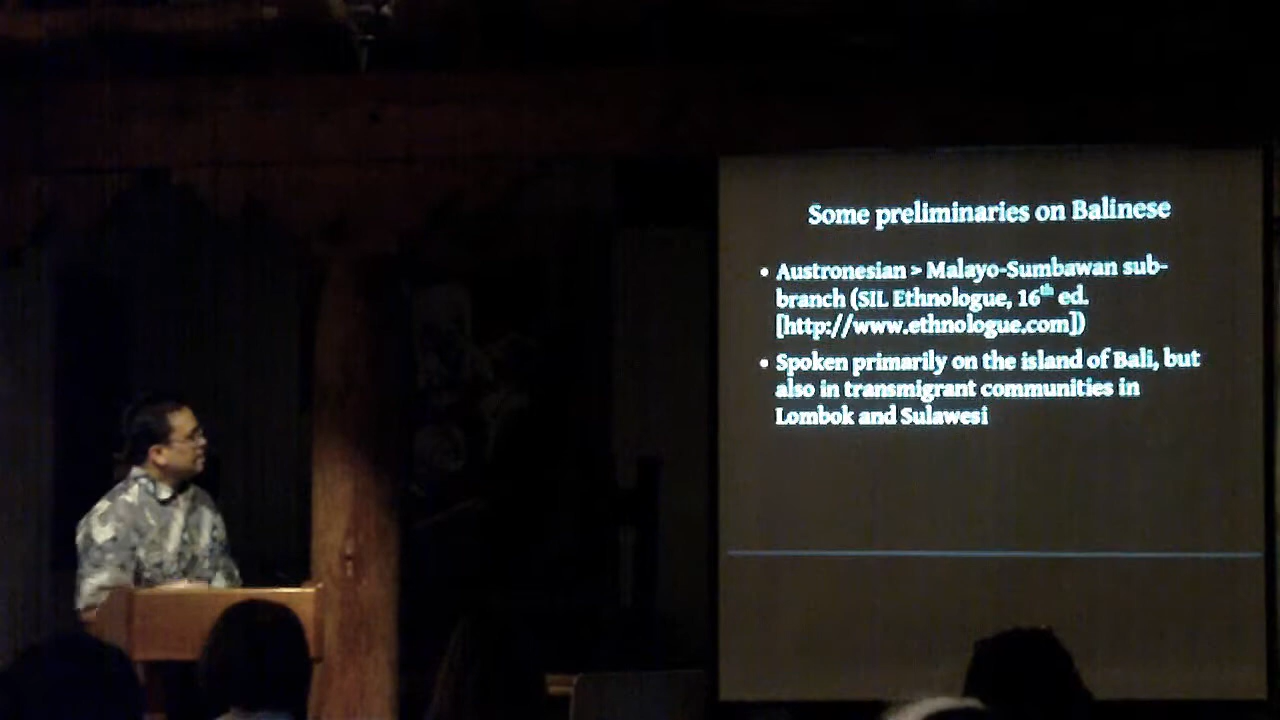 Some preliminaries on Balinese
• Austronesian > Malayo-Sumbawan sub-
branch (SIL Ethnologue, 16th ed.
[http://www.ethnologue.com])
• Spoken primarily on the island of Bali, but
also in transmigrant communities in
Lombok and Sulawesi